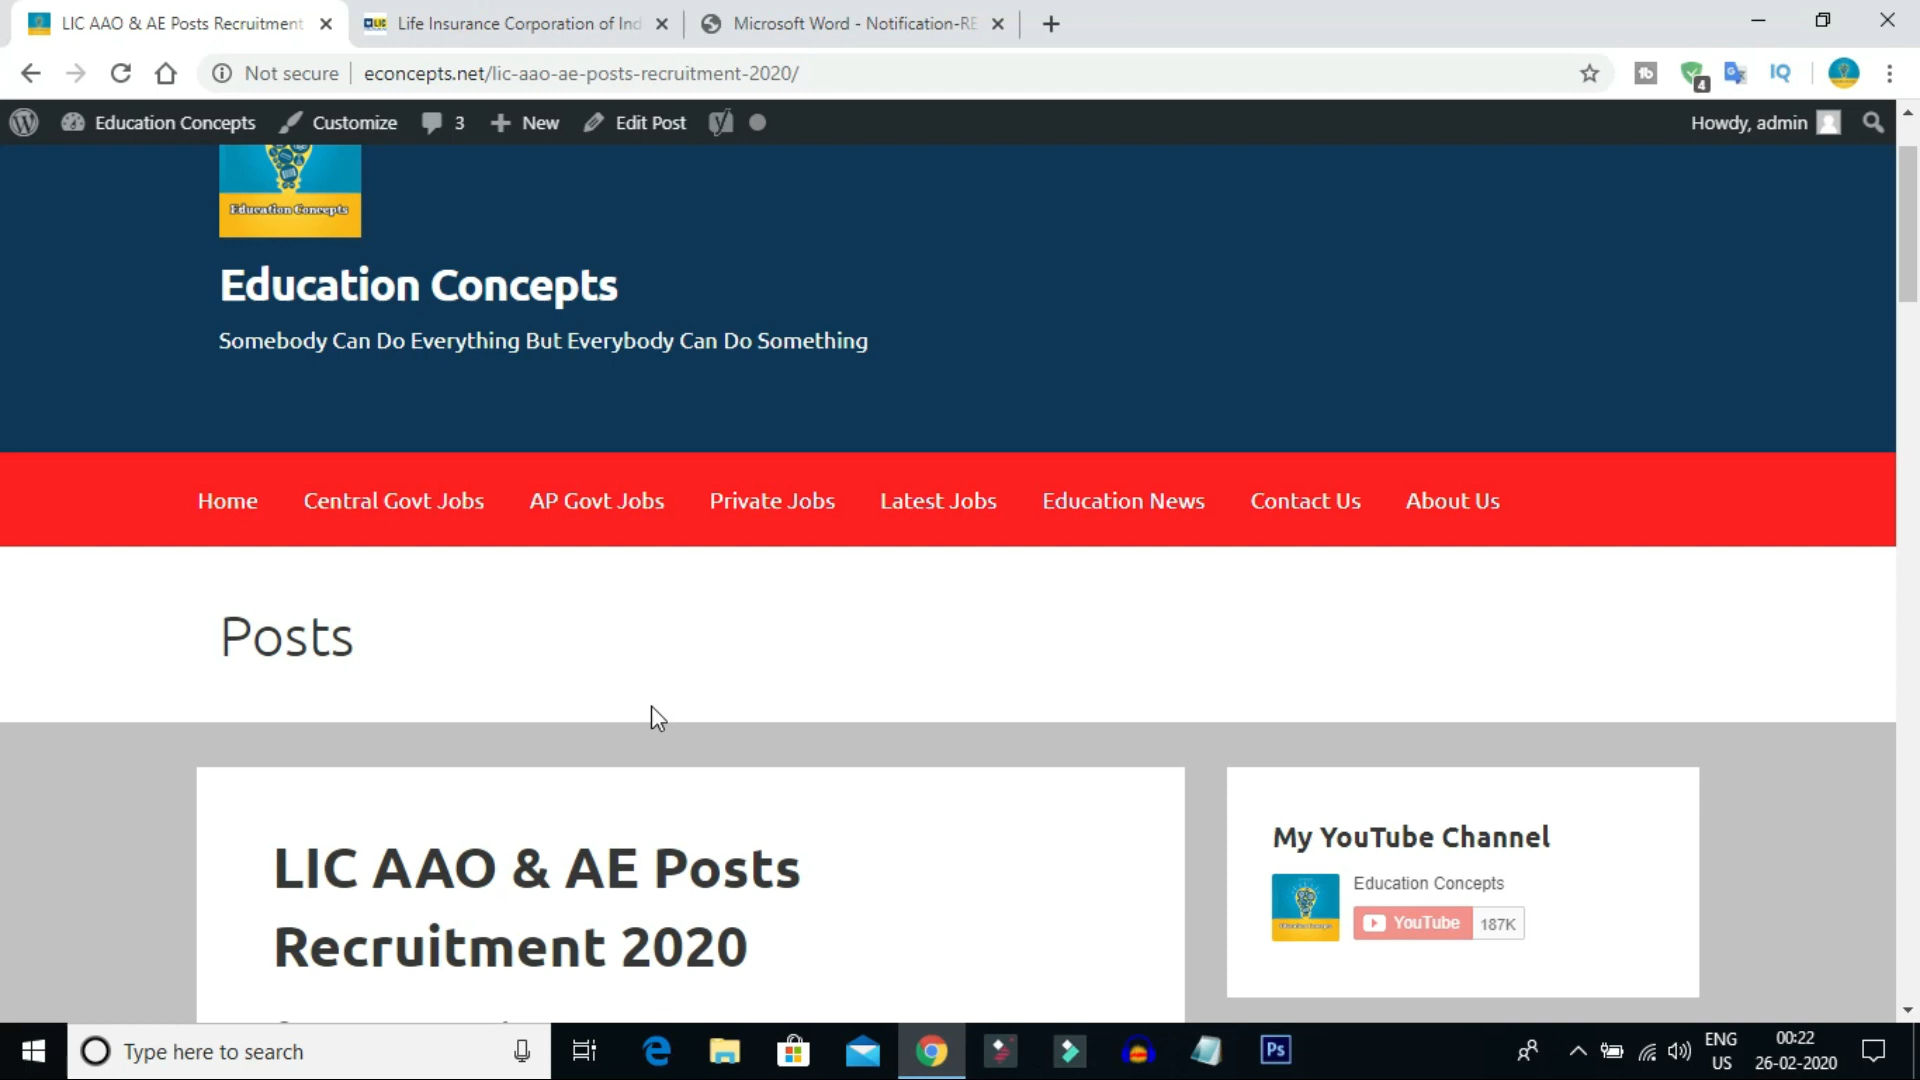 LIC AAO & AE Posts Recruitment
Life Insurance Corporation of Ind
Microsoft Word - Notification-RE
Not secure
econcepts.net/lic-aao-ae-posts-recruitment-2020/
4
IQ
Education Concepts
Customize
3
New
Edit Post
Howdy, admin
Education Concepts
Education Concepts
Somebody Can Do Everything But Everybody Can Do Something
Home
Central Govt Jobs
AP Govt Jobs
Private Jobs
Latest Jobs
Education News
Contact Us
About Us
Posts
LIC AAO & AE Posts
Recruitment 2020
My YouTube Channel
Education Concepts
YouTube
187K
Type here to search
Ps
ENG
US
00:22
26-02-2020